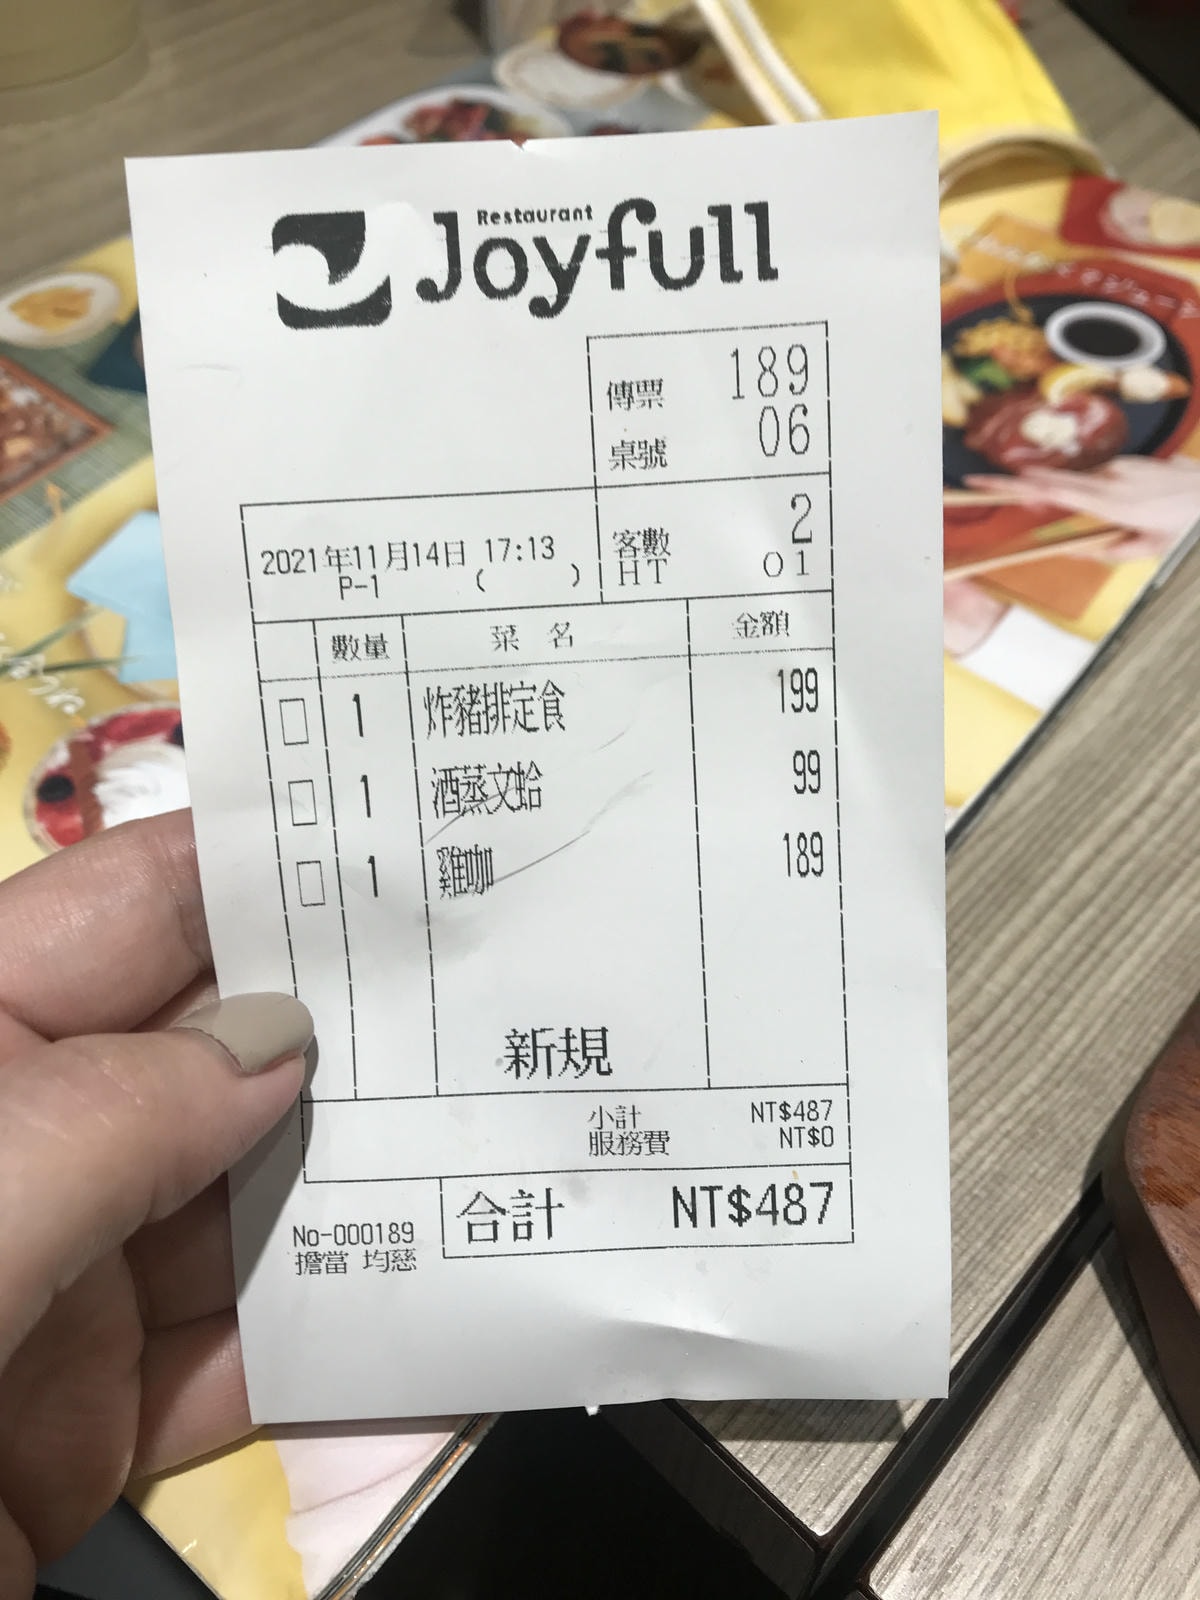 Restaurant
Joyfull
傳票 189
桌號 06
2021年11月14日 17:13
P-1 ( )
客數 2
HT 01
數量 菜名 金額
□ 1 炸豬排定食 199
□ 1 酒蒸文蛤 99
□ 1 雞咖 189
新規
小計 NT$487
服務費 NT$0
合計 NT$487
No-000189
擔當 均慈